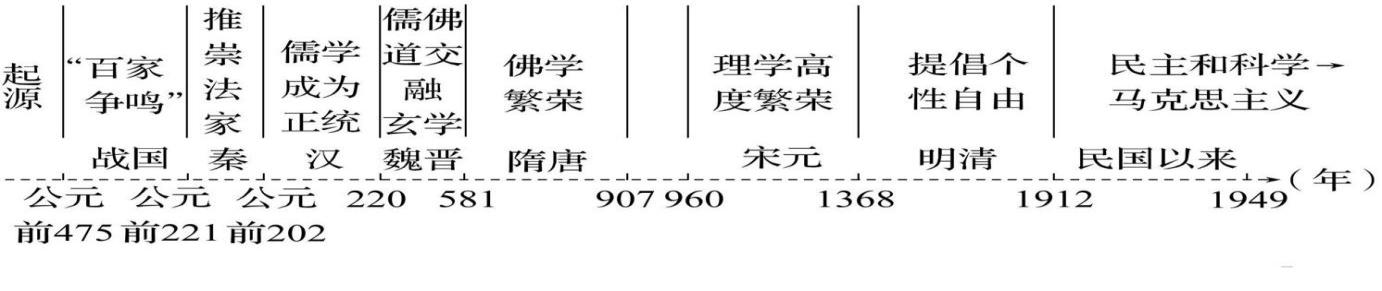 起源
“百家争鸣”
推崇法家
儒学成为正统
儒佛道交融玄学
佛学繁荣
理学高度繁荣
提倡个性自由
民主和科学→马克思主义
战国 秦 汉 魏晋 隋唐 宋元 明清 民国以来
公元前475 公元前221 公元前202 220 581 907 960 1368 1912 1949 (年)